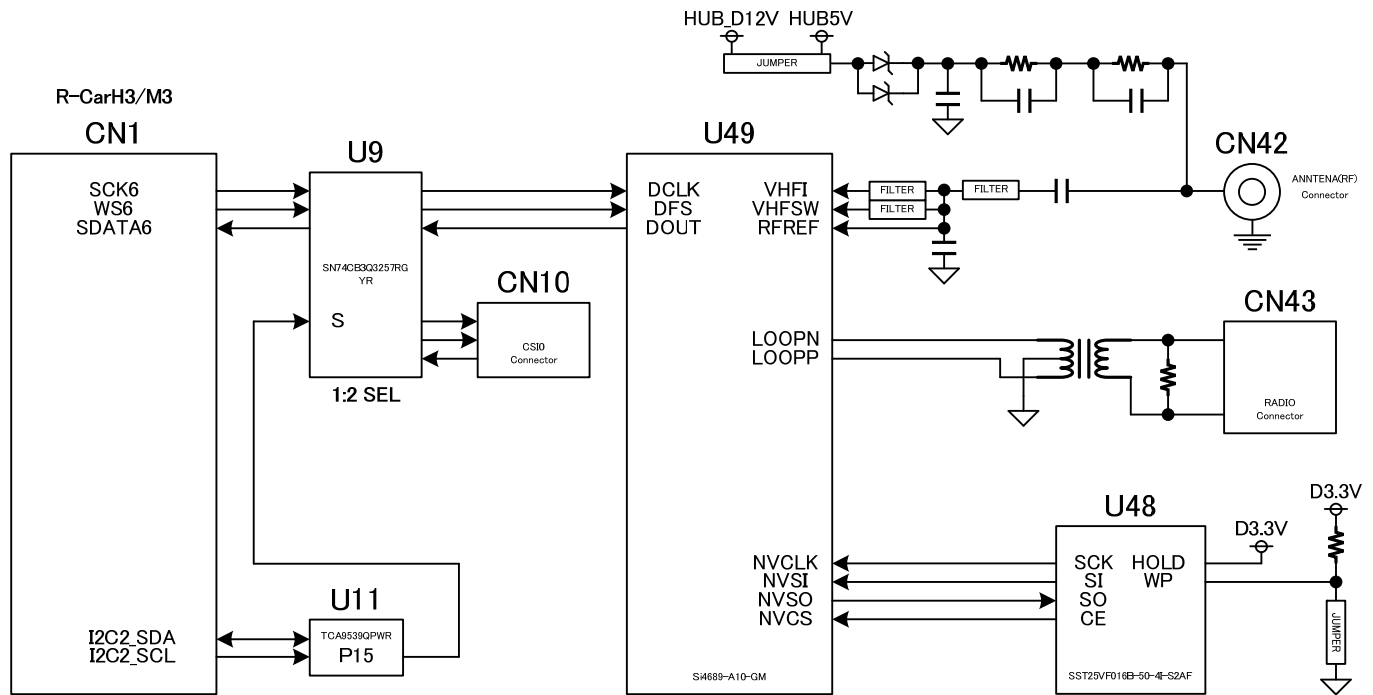 HUB_D12V HUB5V
JUMPER
R-CarH3/M3
CN1
SCK6
WS6
SDATA6
I2C2_SDA
I2C2_SCL
U9
SN74CB3Q3257RG
YR
S
1:2 SEL
CN10
CSI0
Connector
U11
TCA9539QPWR
P15
U49
DCLK
DFS
DOUT
VHFI
VHFSW
RFREF
LOOPN
LOOPP
NVCLK
NVSI
NVSO
NVCS
Si4689-A10-GM
FILTER
FILTER
FILTER
CN42
ANNTENA(RF)
Connector
CN43
RADIO
Connector
U48
SCK
SI
SO
CE
HOLD
WP
SST25VF016B-50-4I-S2AF
D3.3V
D3.3V
JUMPER